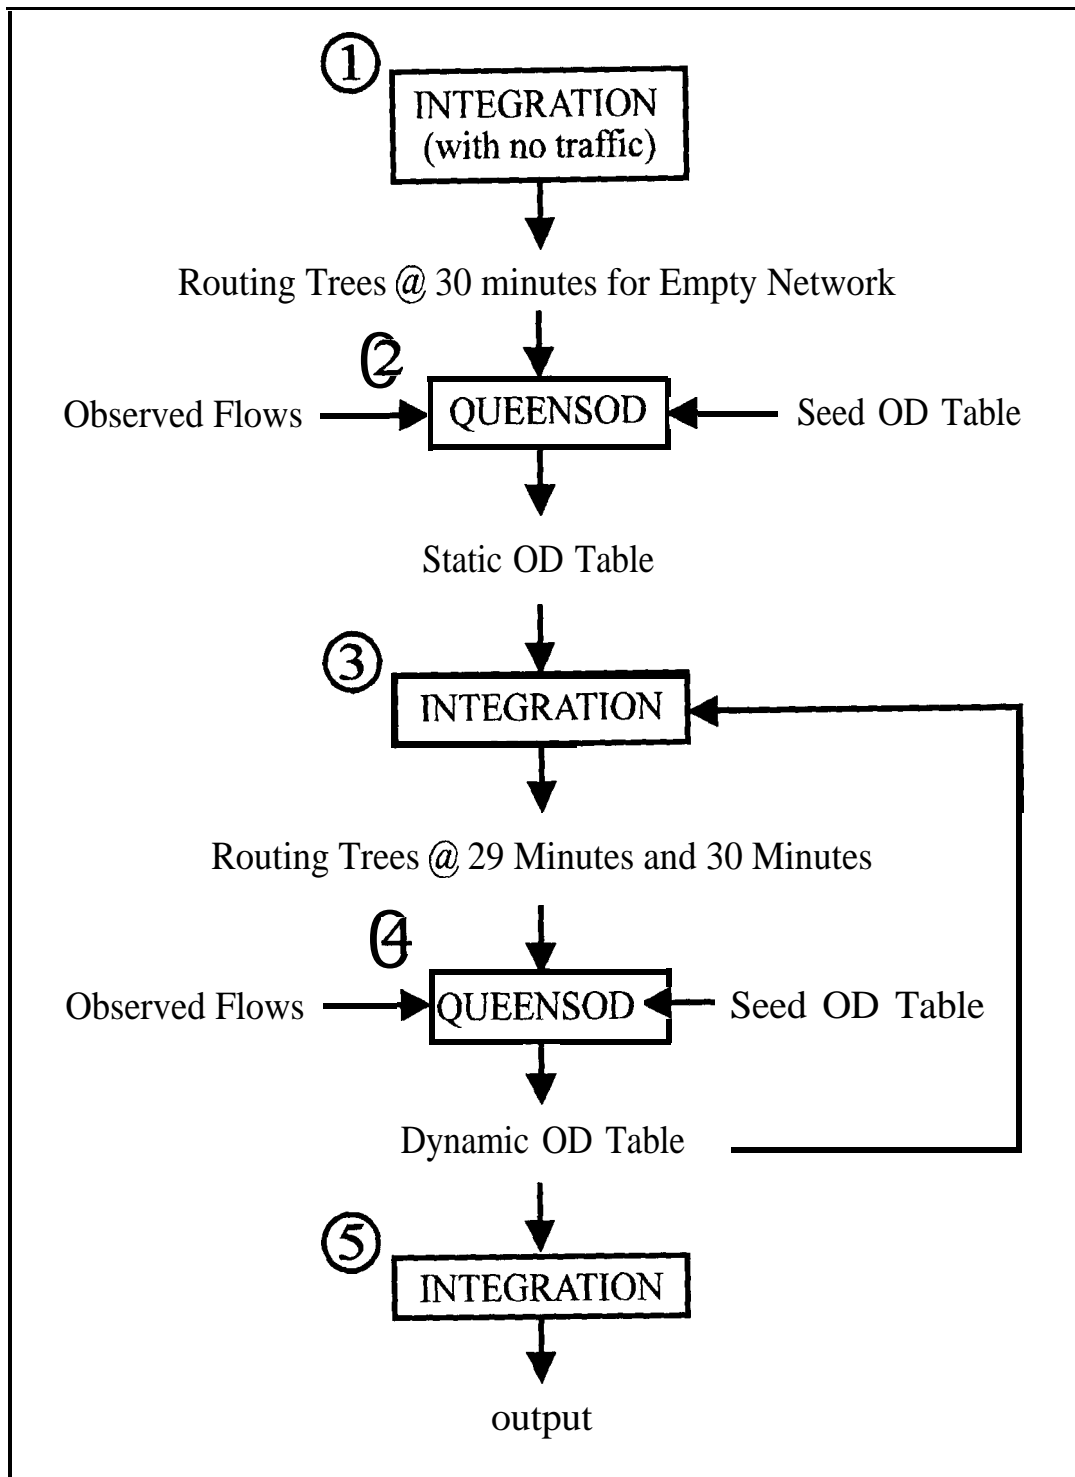 ①
INTEGRATION
(with no traffic)
Routing Trees @ 30 minutes for Empty Network
2
Observed Flows
QUEENSOD
Seed OD Table
Static OD Table
③
INTEGRATION
Routing Trees @ 29 Minutes and 30 Minutes
4
Observed Flows
QUEENSOD
Seed OD Table
Dynamic OD Table
⑤
INTEGRATION
output